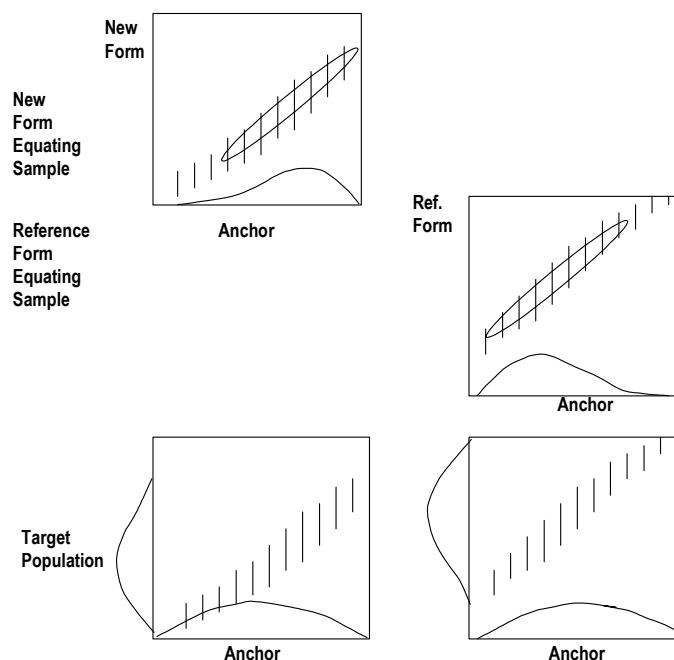 New
Form
New
Form
Equating
Sample
Anchor
Reference
Form
Equating
Sample
Ref.
Form
Anchor
Target
Population
Anchor
Anchor